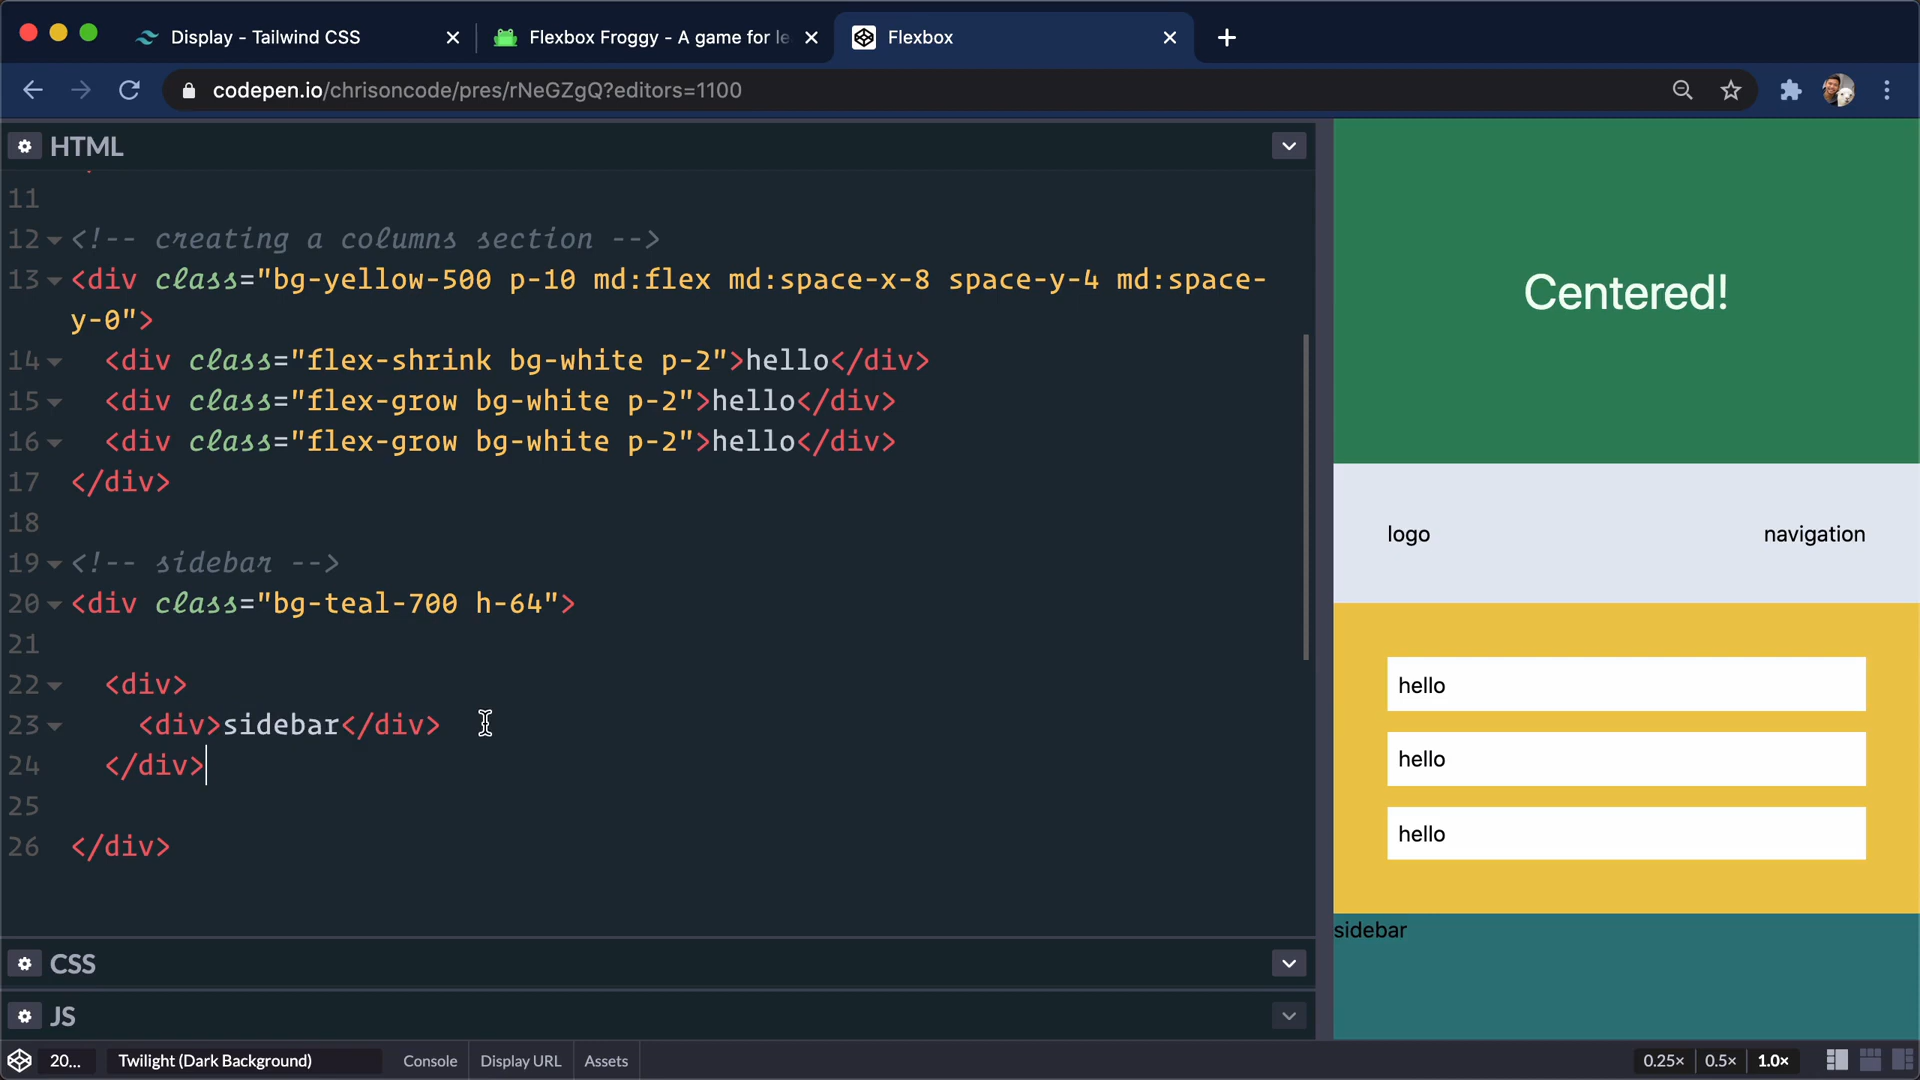 Display - Tailwind CSS
Flexbox Froggy - A game for le
Flexbox
codepen.io/chrisoncode/pres/rNeGZgQ?editors=1100
HTML
11
12 <!-- creating a columns section -->
13 <div class="bg-yellow-500 p-10 md:flex md:space-x-8 space-y-4 md:space-
y-0">
14 <div class="flex-shrink bg-white p-2">hello</div>
15 <div class="flex-grow bg-white p-2">hello</div>
16 <div class="flex-grow bg-white p-2">hello</div>
17 </div>
18
19 <!-- sidebar -->
20 <div class="bg-teal-700 h-64">
21
22 <div>
23 <div>sidebar</div>
24 </div>
25
26 </div>
CSS
JS
Centered!
logo navigation
hello
hello
hello
sidebar
20... Twilight (Dark Background) Console Display URL Assets 0.25× 0.5× 1.0×